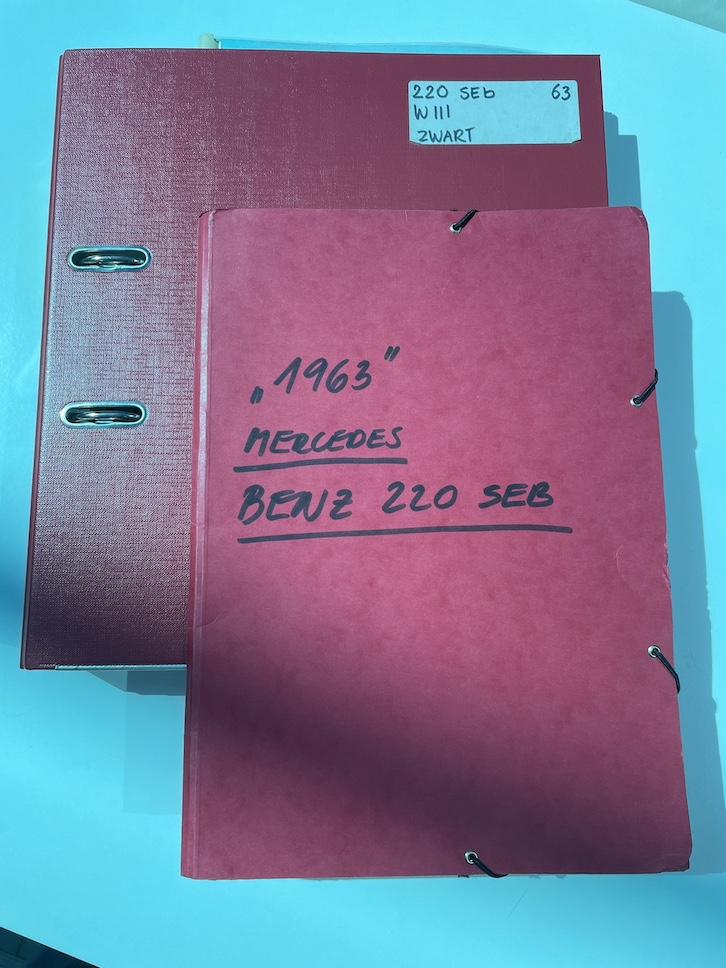 220 SEb 63
W111
ZWART
„1963”
MERCEDES
BENZ 220 SEB